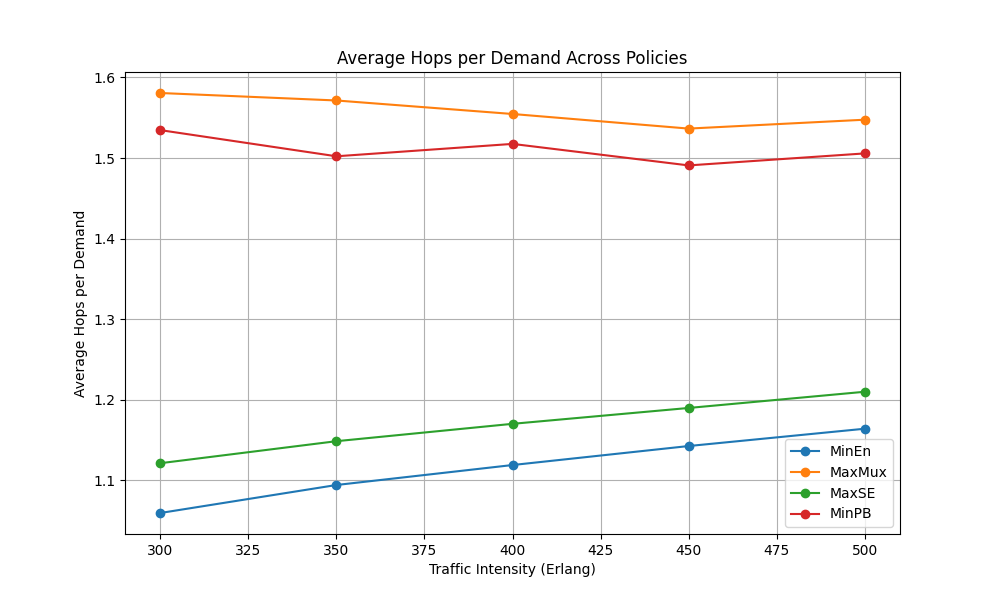 Average Hops per Demand Across Policies
1.6
1.5
1.4
1.3
1.2
1.1
Average Hops per Demand
300 325 350 375 400 425 450 475 500
Traffic Intensity (Erlang)
MinEn
MaxMux
MaxSE
MinPB